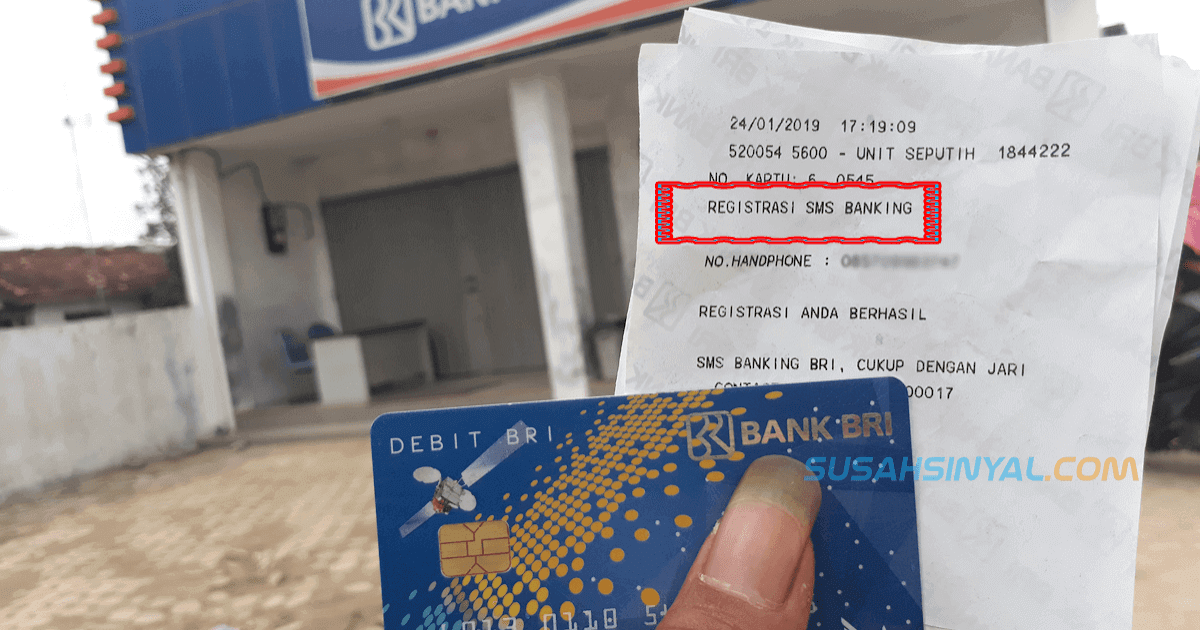 BANK
24/01/2019 17:19:09
520054 5600 - UNIT SEPUTIH 1844222
NO. KARTU: 6 0545
REGISTRASI SMS BANKING
NO.HANDPHONE :
REGISTRASI ANDA BERHASIL
SMS BANKING BRI, CUKUP DENGAN JARI
00017
DEBIT BRI
BANK BRI
SUSAHSINYAL.COM
0110